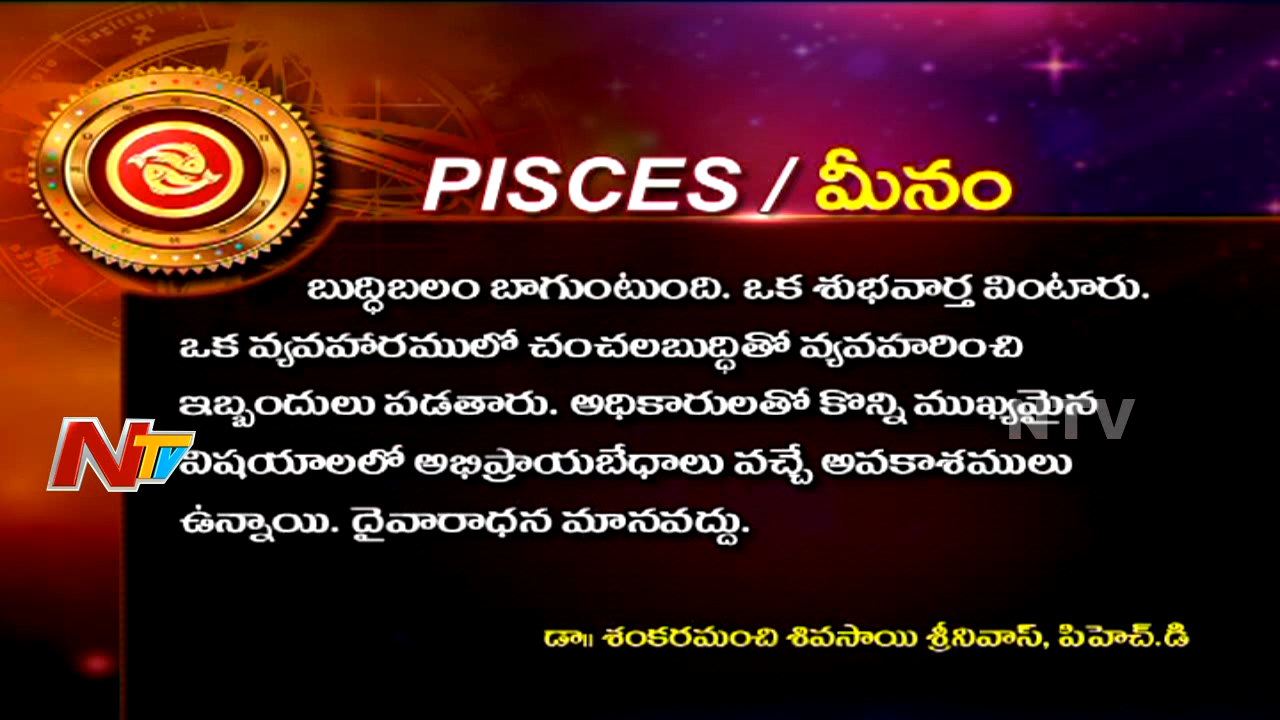 PISCES / మీనం
బుద్ధిబలం బాగుంటుంది. ఒక శుభవార్త వింటారు.
ఒక వ్యవహారములో చంచలబుద్ధితో వ్యవహరించి
ఇబ్బందులు పడతారు. అధికారులతో కొన్ని ముఖ్యమైన
NTV
విషయాలలో అభిప్రాయబేధాలు వచ్చే అవకాశములు
NTV
ఉన్నాయి. దైవారాధన మానవద్దు.
డా॥ శంకరమంచి శివసాయి శ్రీనివాస్, పిహెచ్.డి